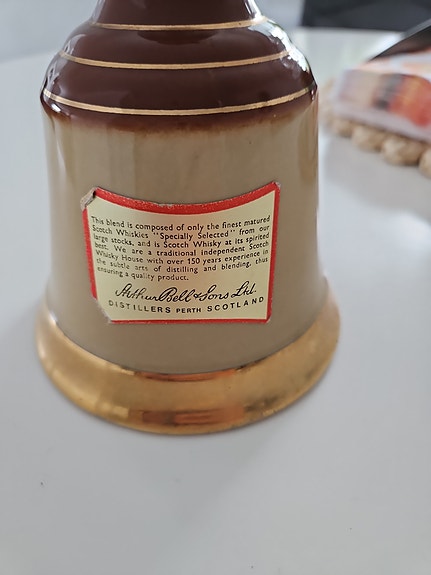 This blend is composed of only the finest matured
Scotch Whiskies "Specially Selected" from our
large stocks, and is Scotch Whisky at its spirited
best. We are a traditional independent Scotch
Whisky House with over 150 years experience in
the subtle arts of distilling and blending, thus
ensuring a quality product.
Arthur Bell & Sons Ltd.
DISTILLERS PERTH SCOTLAND